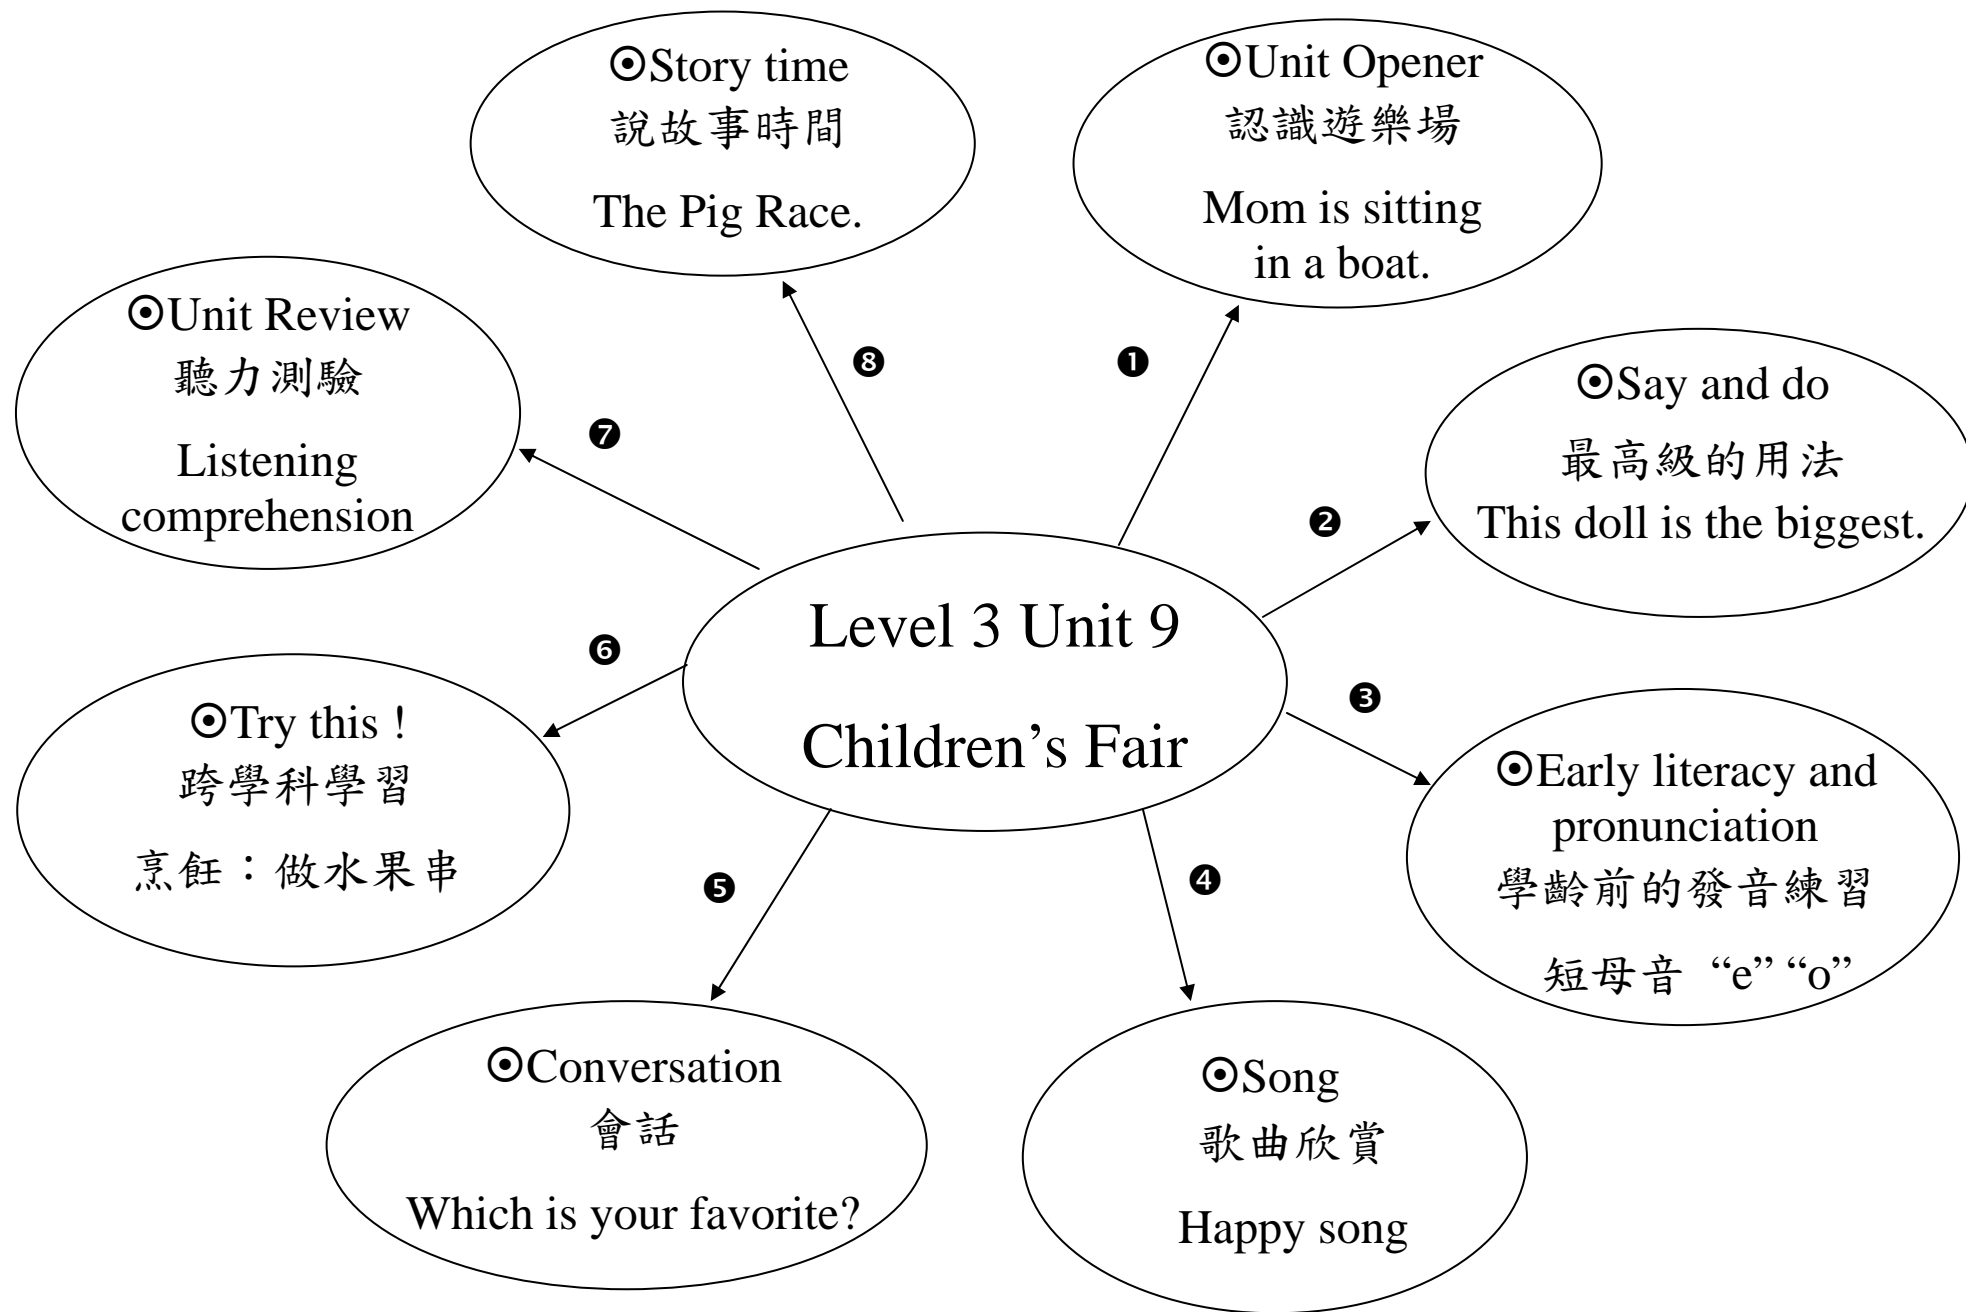 Level 3 Unit 9
Children’s Fair
❶
⊙Unit Opener
認識遊樂場
Mom is sitting
in a boat.
❷
⊙Say and do
最高級的用法
This doll is the biggest.
❸
⊙Early literacy and
pronunciation
學齡前的發音練習
短母音 “e” “o”
❹
⊙Song
歌曲欣賞
Happy song
❺
⊙Conversation
會話
Which is your favorite?
❻
⊙Try this !
跨學科學習
烹飪：做水果串
❼
⊙Unit Review
聽力測驗
Listening
comprehension
❽
⊙Story time
說故事時間
The Pig Race.